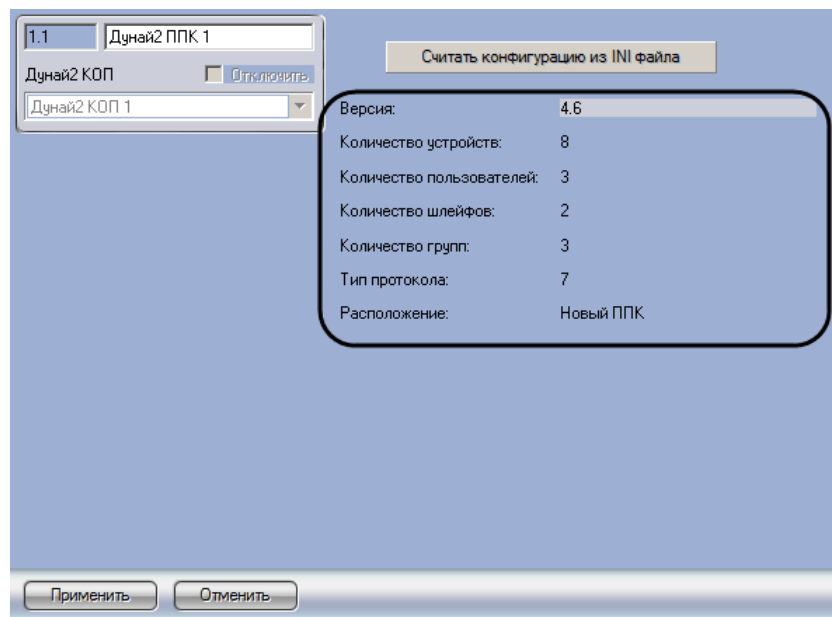 1.1 Дунай2 ППК 1
Дунай2 КОП Отключить
Дунай2 КОП 1
Считать конфигурацию из INI файла
Версия: 4.6
Количество устройств: 8
Количество пользователей: 3
Количество шлейфов: 2
Количество групп: 3
Тип протокола: 7
Расположение: Новый ППК
Применить Отменить